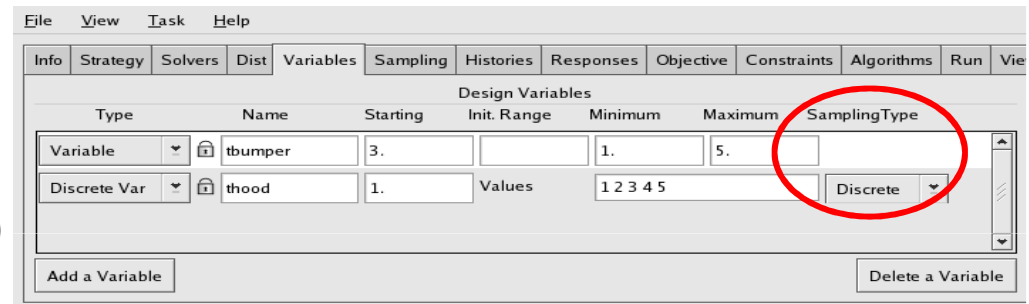 File View Task Help
Info Strategy Solvers Dist Variables Sampling Histories Responses Objective Constraints Algorithms Run Vie
Design Variables
Type Name Starting Init. Range Minimum Maximum SamplingType
Variable tbumper 3. 1. 5.
Discrete Var thood 1. Values 1 2 3 4 5 Discrete
Add a Variable Delete a Variable